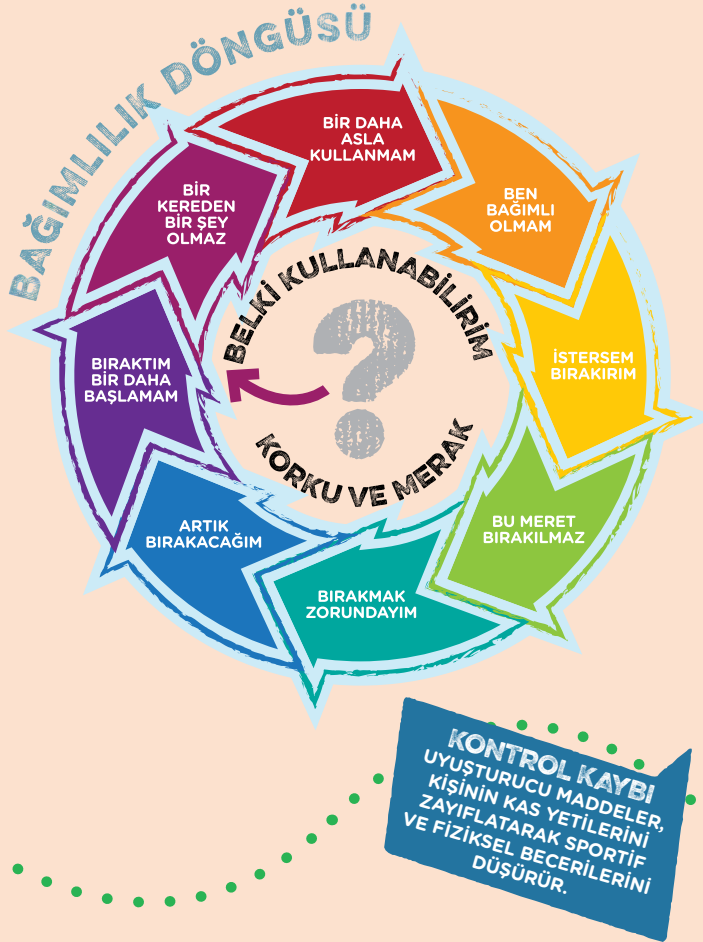 BAĞIMLILIK DÖNGÜSÜ
BELKİ KULLANABİLİRİM
?
KORKU VE MERAK
BİR
KEREDEN
BİR ŞEY
OLMAZ
BİR DAHA
ASLA
KULLANMAM
BEN
BAĞIMLI
OLMAM
İSTERSEM
BIRAKIRIM
BU MERET
BIRAKILMAZ
BIRAKMAK
ZORUNDAYIM
ARTIK
BIRAKACAĞIM
BIRAKTIM
BİR DAHA
BAŞLAMAM
KONTROL KAYBI
UYUŞTURUCU MADDELER,
KİŞİNİN KAS YETİLERİNİ
ZAYIFLATARAK SPORTİF
VE FİZİKSEL BECERİLERİNİ
DÜŞÜRÜR.